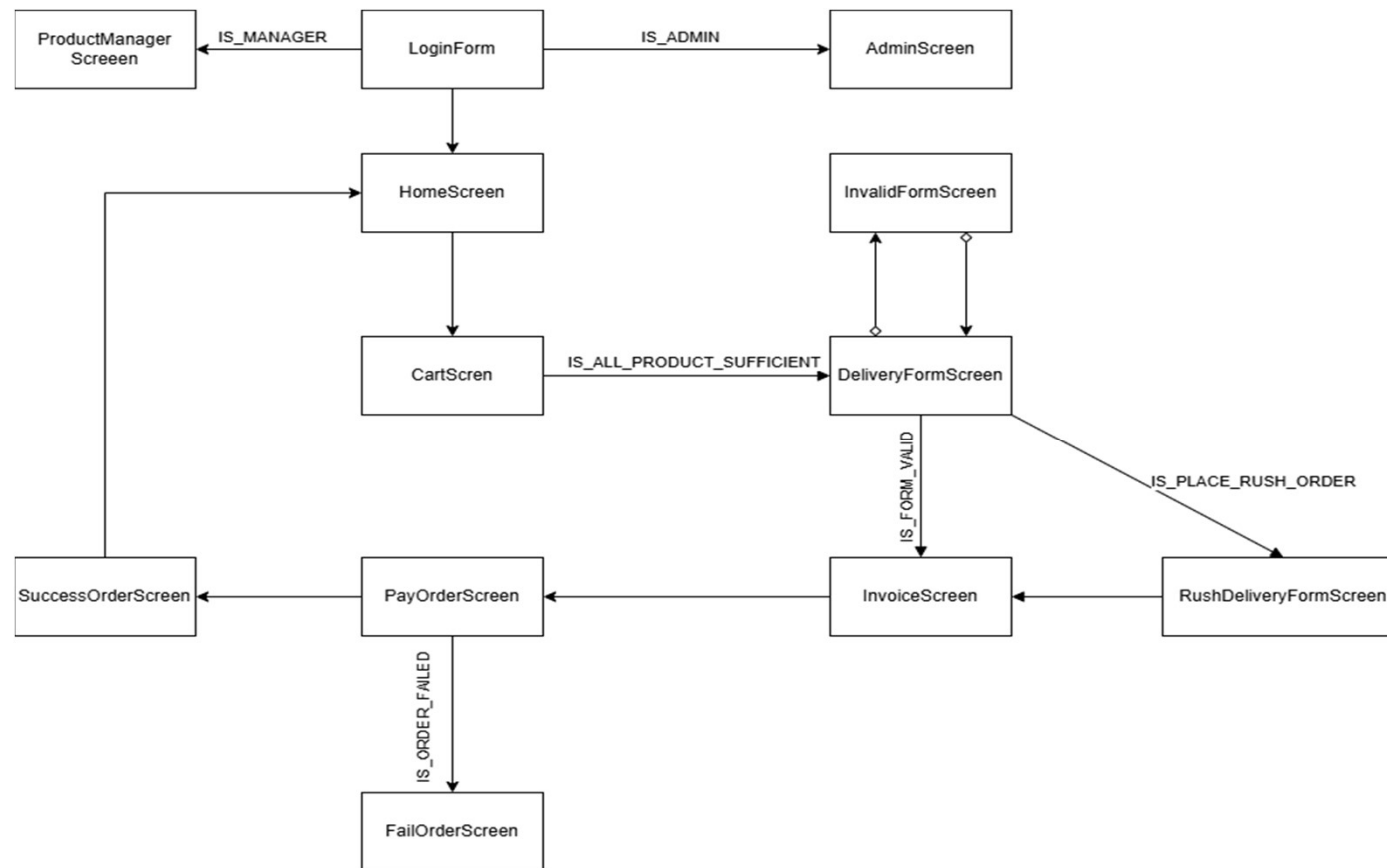 ProductManager
Screeen
IS_MANAGER
LoginForm
IS_ADMIN
AdminScreen
HomeScreen
InvalidFormScreen
CartScren
IS_ALL_PRODUCT_SUFFICIENT
DeliveryFormScreen
IS_FORM_VALID
IS_PLACE_RUSH_ORDER
SuccessOrderScreen
PayOrderScreen
InvoiceScreen
RushDeliveryFormScreen
IS_ORDER_FAILED
FailOrderScreen